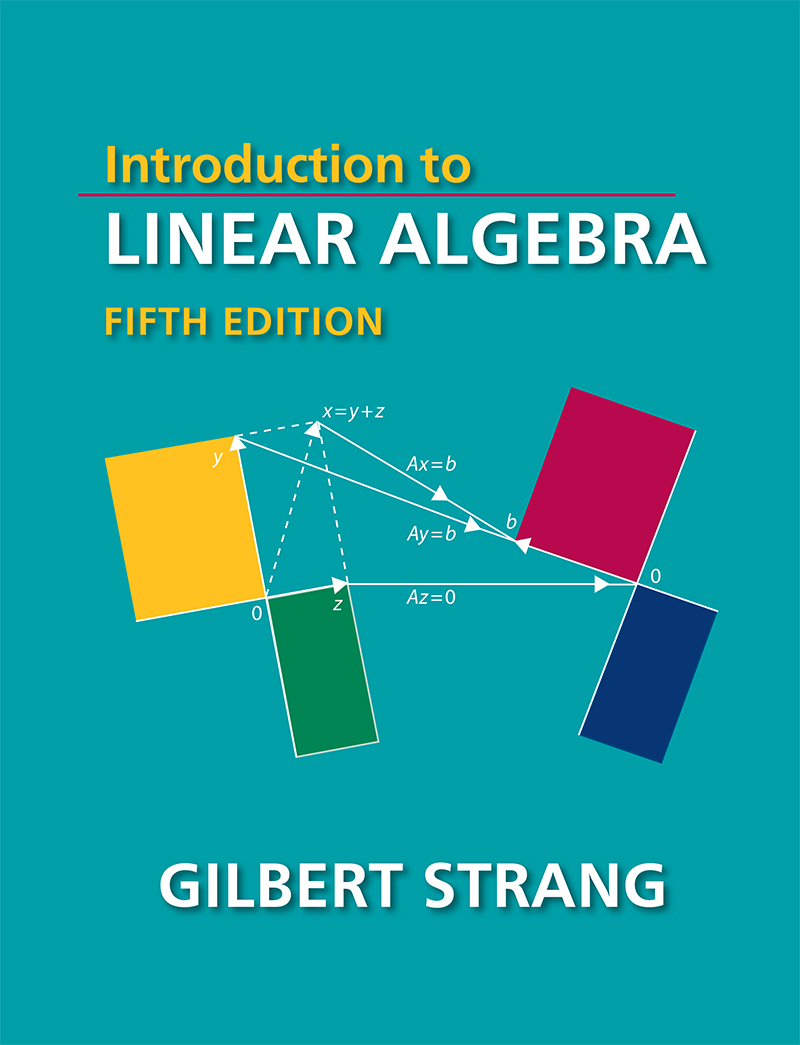 Introduction to
LINEAR ALGEBRA
FIFTH EDITION
x=y+z
y
Ax=b
b
Ay=b
0
z
Az=0
0
GILBERT STRANG